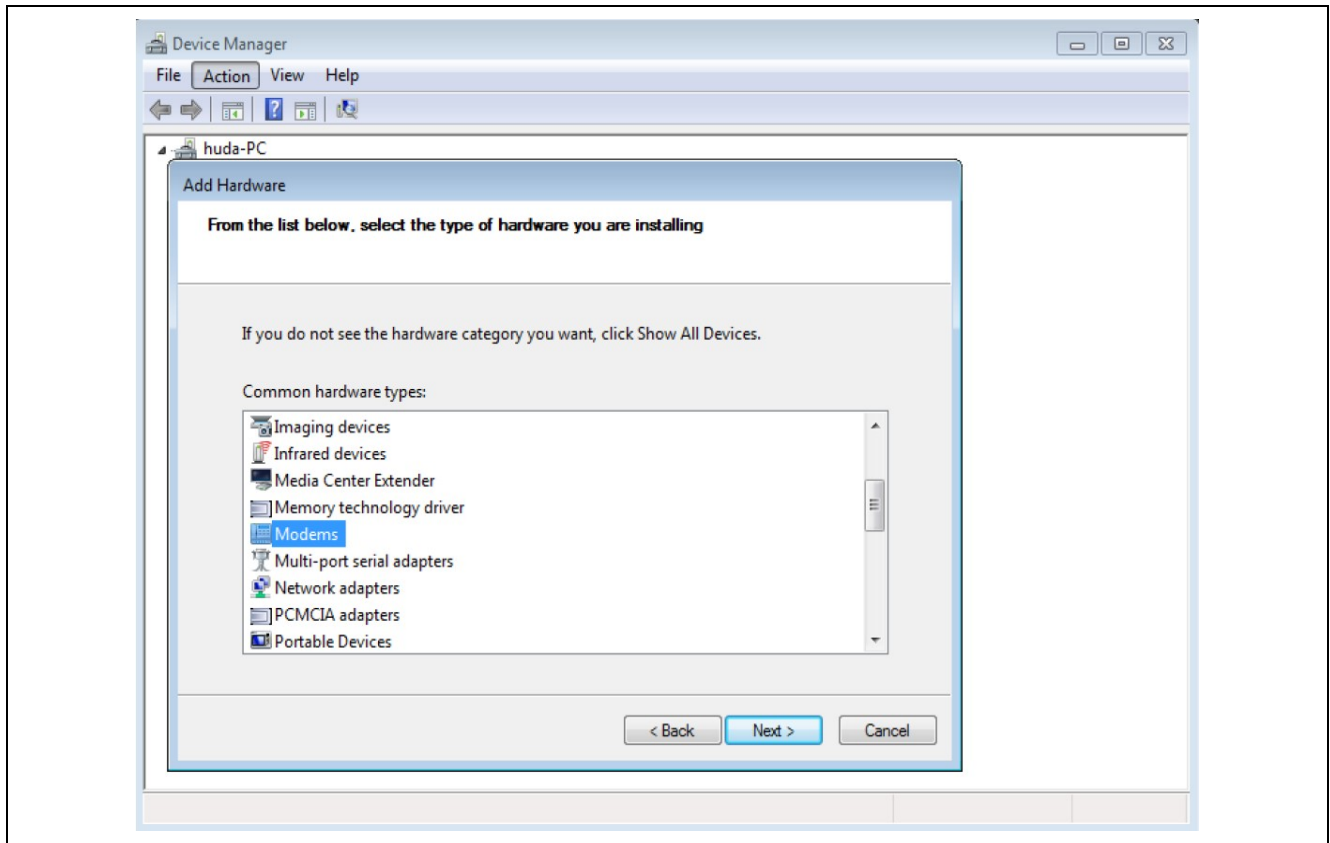 Device Manager
File Action View Help
huda-PC
Add Hardware
From the list below, select the type of hardware you are installing
If you do not see the hardware category you want, click Show All Devices.
Common hardware types:
Imaging devices
Infrared devices
Media Center Extender
Memory technology driver
Modems
Multi-port serial adapters
Network adapters
PCMCIA adapters
Portable Devices
< Back Next > Cancel